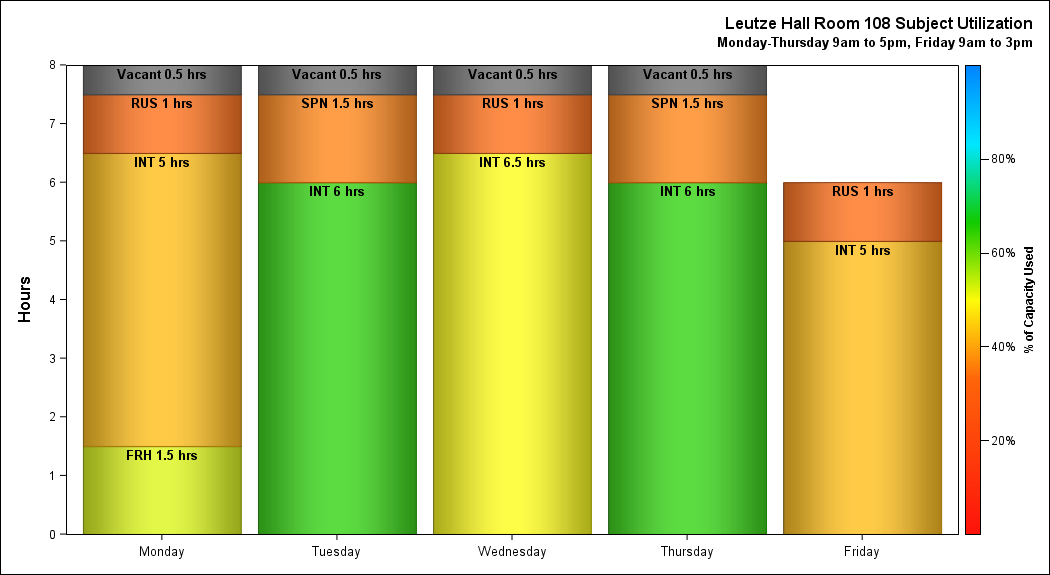 Leutze Hall Room 108 Subject Utilization
Monday-Thursday 9am to 5pm, Friday 9am to 3pm
Hours
8
7
6
5
4
3
2
1
0
Vacant 0.5 hrs
RUS 1 hrs
INT 5 hrs
FRH 1.5 hrs
Vacant 0.5 hrs
SPN 1.5 hrs
INT 6 hrs
Vacant 0.5 hrs
RUS 1 hrs
INT 6.5 hrs
Vacant 0.5 hrs
SPN 1.5 hrs
INT 6 hrs
RUS 1 hrs
INT 5 hrs
Monday
Tuesday
Wednesday
Thursday
Friday
80%
60%
40%
20%
% of Capacity Used